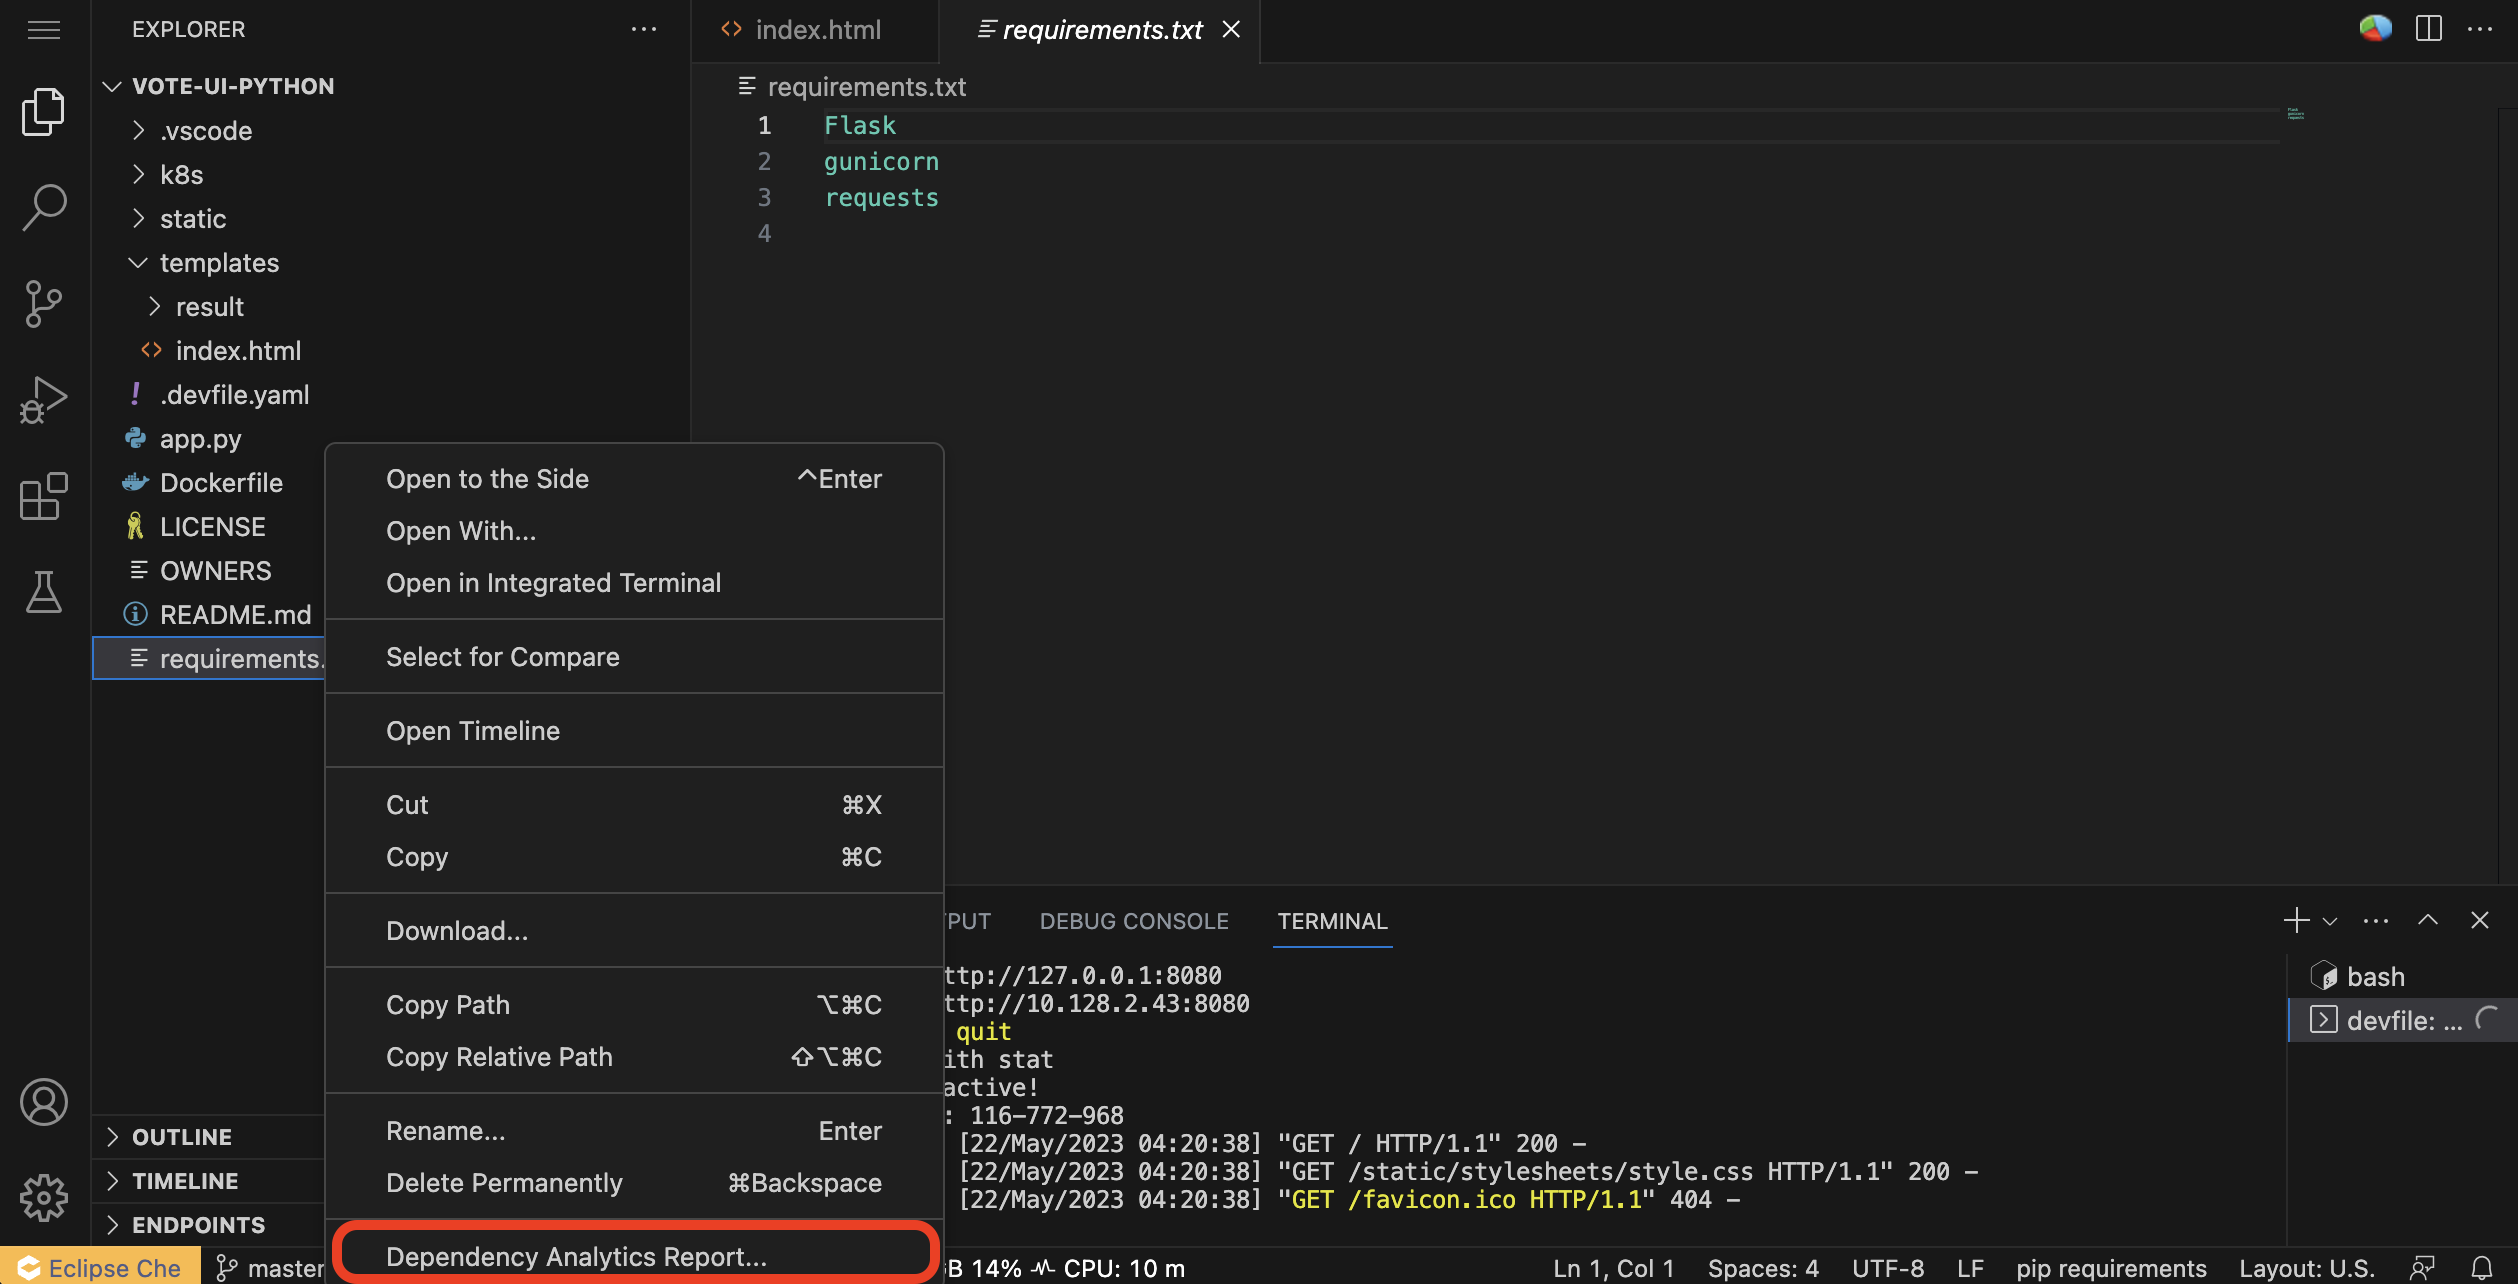 EXPLORER
VOTE-UI-PYTHON
.vscode
k8s
static
templates
result
index.html
.devfile.yaml
app.py
Dockerfile
LICENSE
OWNERS
README.md
requirements.
OUTLINE
TIMELINE
ENDPOINTS
index.html
requirements.txt
requirements.txt
1 Flask
2 gunicorn
3 requests
4
Open to the Side ^Enter
Open With...
Open in Integrated Terminal
Select for Compare
Open Timeline
Cut ⌘X
Copy ⌘C
Download...
Copy Path ⌥⌘C
Copy Relative Path ⇧⌥⌘C
Rename... Enter
Delete Permanently ⌘Backspace
Dependency Analytics Report...
PUT DEBUG CONSOLE TERMINAL
ttp://127.0.0.1:8080
ttp://10.128.2.43:8080
quit
ith stat
active!
: 116-772-968
[22/May/2023 04:20:38] "GET / HTTP/1.1" 200 -
[22/May/2023 04:20:38] "GET /static/stylesheets/style.css HTTP/1.1" 200 -
[22/May/2023 04:20:38] "GET /favicon.ico HTTP/1.1" 404 -
bash
devfile: ...
Eclipse Che master B 14% CPU: 10 m Ln 1, Col 1 Spaces: 4 UTF-8 LF pip requirements Layout: U.S.